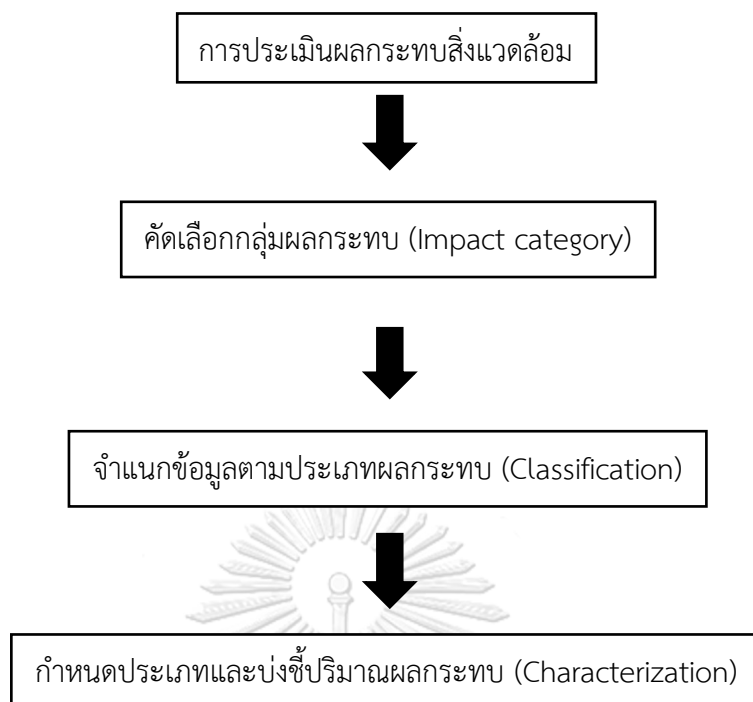 การประเมินผลกระทบสิ่งแวดล้อม
คัดเลือกกลุ่มผลกระทบ (Impact category)
จำแนกข้อมูลตามประเภทผลกระทบ (Classification)
กำหนดประเภทและบ่งชี้ปริมาณผลกระทบ (Characterization)